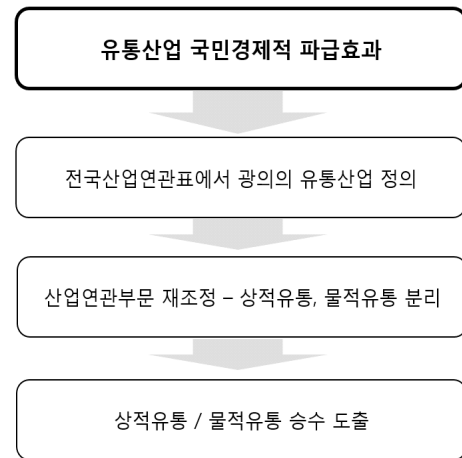 유통산업 국민경제적 파급효과
전국산업연관표에서 광의의 유통산업 정의
산업연관부문 재조정 – 상적유통, 물적유통 분리
상적유통 / 물적유통 승수 도출